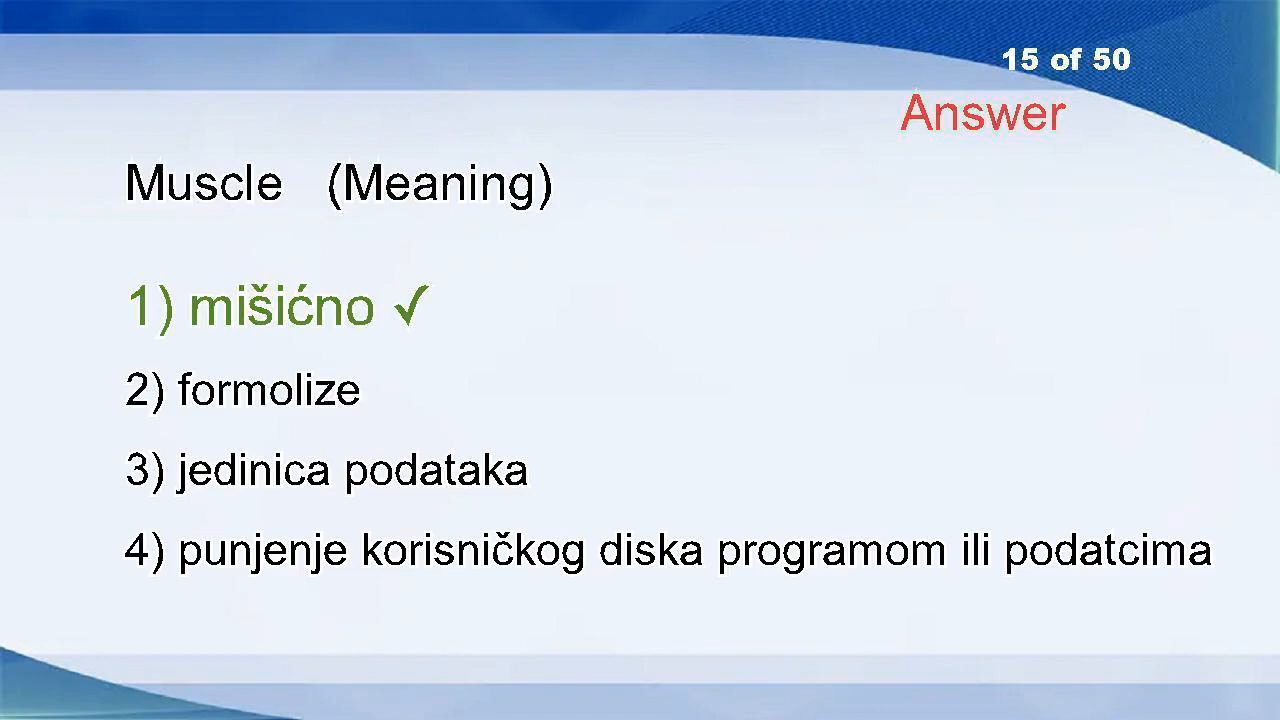 15 of 50
Answer
Muscle (Meaning)
1) mišićno ✓
2) formolize
3) jedinica podataka
4) punjenje korisničkog diska programom ili podatcima